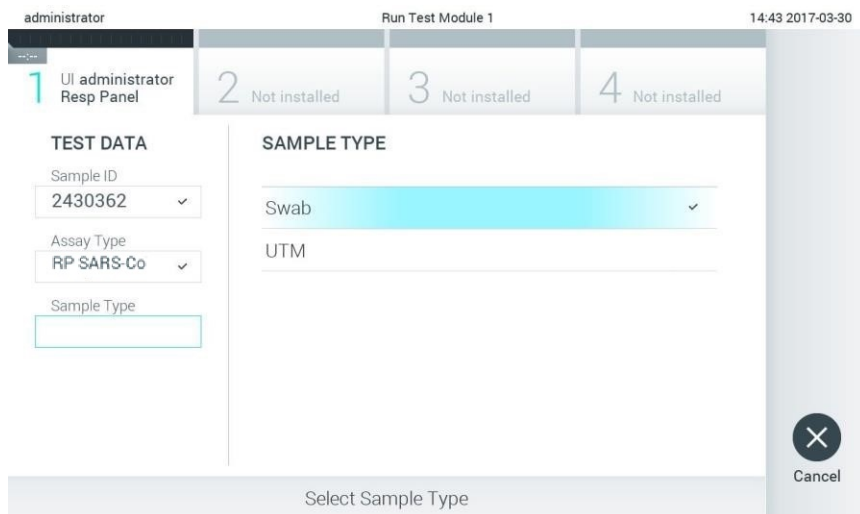 administrator
Run Test Module 1
14:43 2017-03-30
--:--
1
UI administrator
Resp Panel
2 Not installed
3 Not installed
4 Not installed
TEST DATA
Sample ID
2430362
Assay Type
RP SARS-Co
Sample Type
SAMPLE TYPE
Swab
UTM
Cancel
Select Sample Type